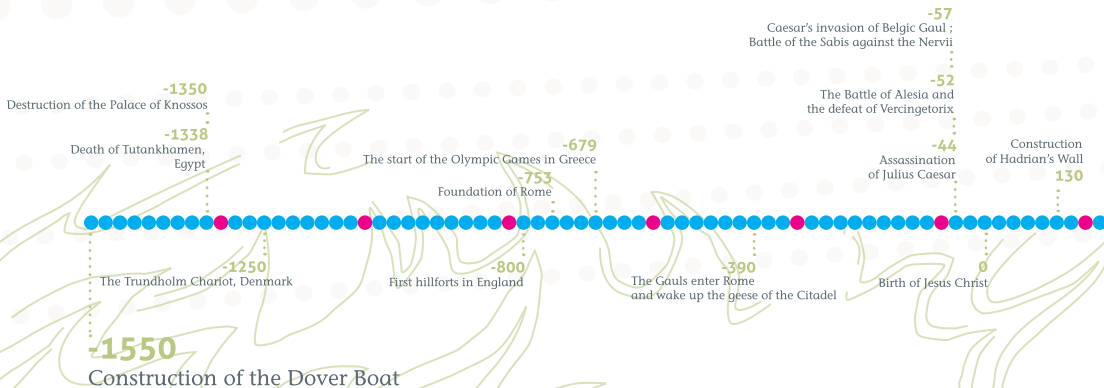 -57
Caesar's invasion of Belgic Gaul ;
Battle of the Sabis against the Nervii
-1350
Destruction of the Palace of Knossos
-52
The Battle of Alesia and
the defeat of Vercingetorix
-1338
Death of Tutankhamen,
Egypt
-679
The start of the Olympic Games in Greece
-753
Foundation of Rome
-44
Assassination
of Julius Caesar
Construction
of Hadrian's Wall
130
-1250
The Trundholm Chariot, Denmark
-800
First hillforts in England
-390
The Gauls enter Rome
and wake up the geese of the Citadel
0
Birth of Jesus Christ
-1550
Construction of the Dover Boat